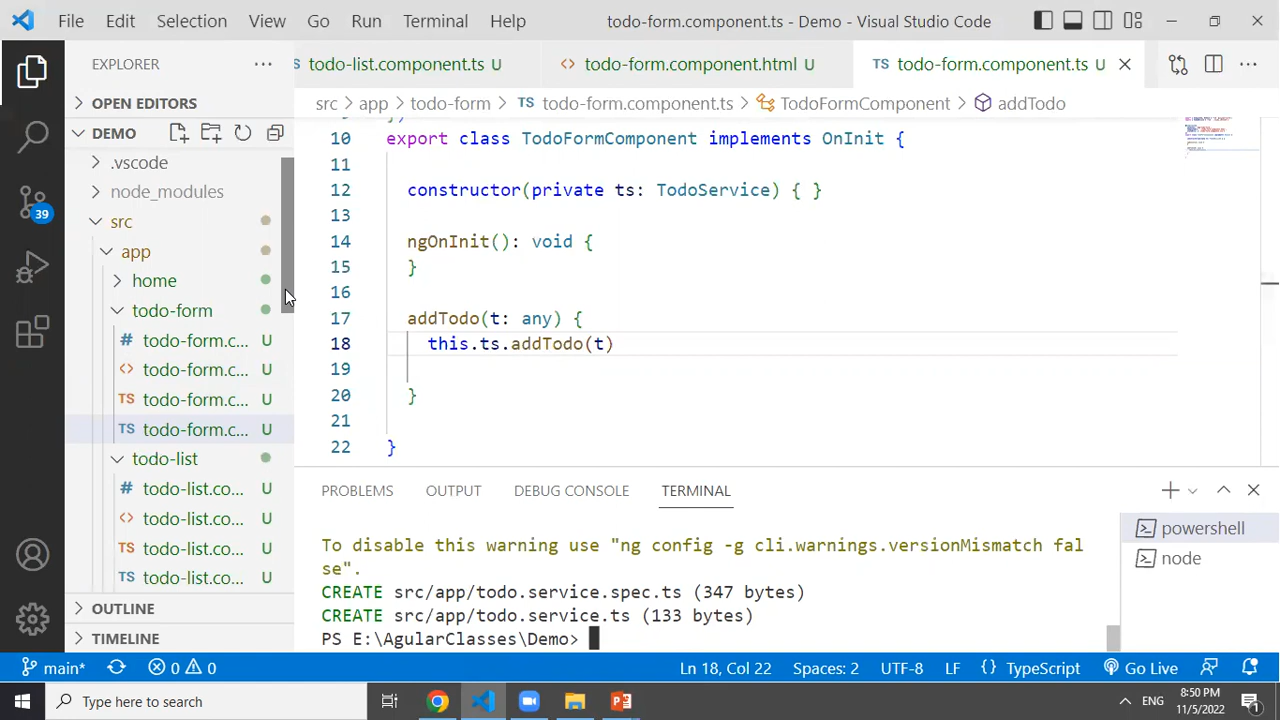 File Edit Selection View Go Run Terminal Help todo-form.component.ts - Demo - Visual Studio Code
EXPLORER ...
todo-list.component.ts U <> todo-form.component.html U TS todo-form.component.ts U
OPEN EDITORS
src > app > todo-form > TS todo-form.component.ts > TodoFormComponent > addTodo
DEMO
.vscode
node_modules
src
app
home
todo-form
# todo-form.c... U
<> todo-form.c... U
TS todo-form.c... U
TS todo-form.c... U
todo-list
# todo-list.co... U
<> todo-list.co... U
TS todo-list.co... U
TS todo-list.co... U
OUTLINE
TIMELINE
39
10 export class TodoFormComponent implements OnInit {
11
12 constructor(private ts: TodoService) { }
13
14 ngOnInit(): void {
15 }
16
17 addTodo(t: any) {
18 this.ts.addTodo(t)
19
20 }
21
22 }
PROBLEMS OUTPUT DEBUG CONSOLE TERMINAL
To disable this warning use "ng config -g cli.warnings.versionMismatch fal
se".
CREATE src/app/todo.service.spec.ts (347 bytes)
CREATE src/app/todo.service.ts (133 bytes)
PS E:\AgularClasses\Demo>
powershell
node
main* 0 0 Ln 18, Col 22 Spaces: 2 UTF-8 LF {} TypeScript Go Live
Type here to search ENG 8:50 PM
11/5/2022 1